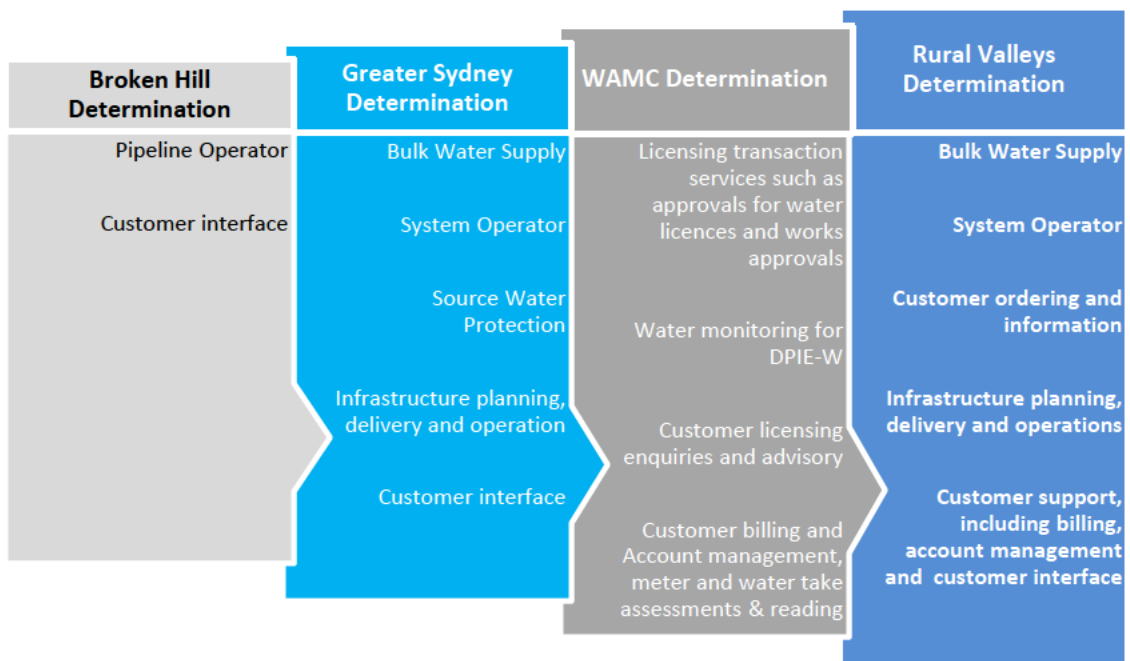 Broken Hill
Determination
Pipeline Operator
Customer interface
Greater Sydney
Determination
Bulk Water Supply
System Operator
Source Water
Protection
Infrastructure planning,
delivery and operation
Customer interface
WAMC Determination
Licensing transaction
services such as
approvals for water
licences and works
approvals
Water monitoring for
DPIE-W
Customer licensing
enquiries and advisory
Customer billing and
Account management,
meter and water take
assessments & reading
Rural Valleys
Determination
Bulk Water Supply
System Operator
Customer ordering and
information
Infrastructure planning,
delivery and operations
Customer support,
including billing,
account management
and customer interface